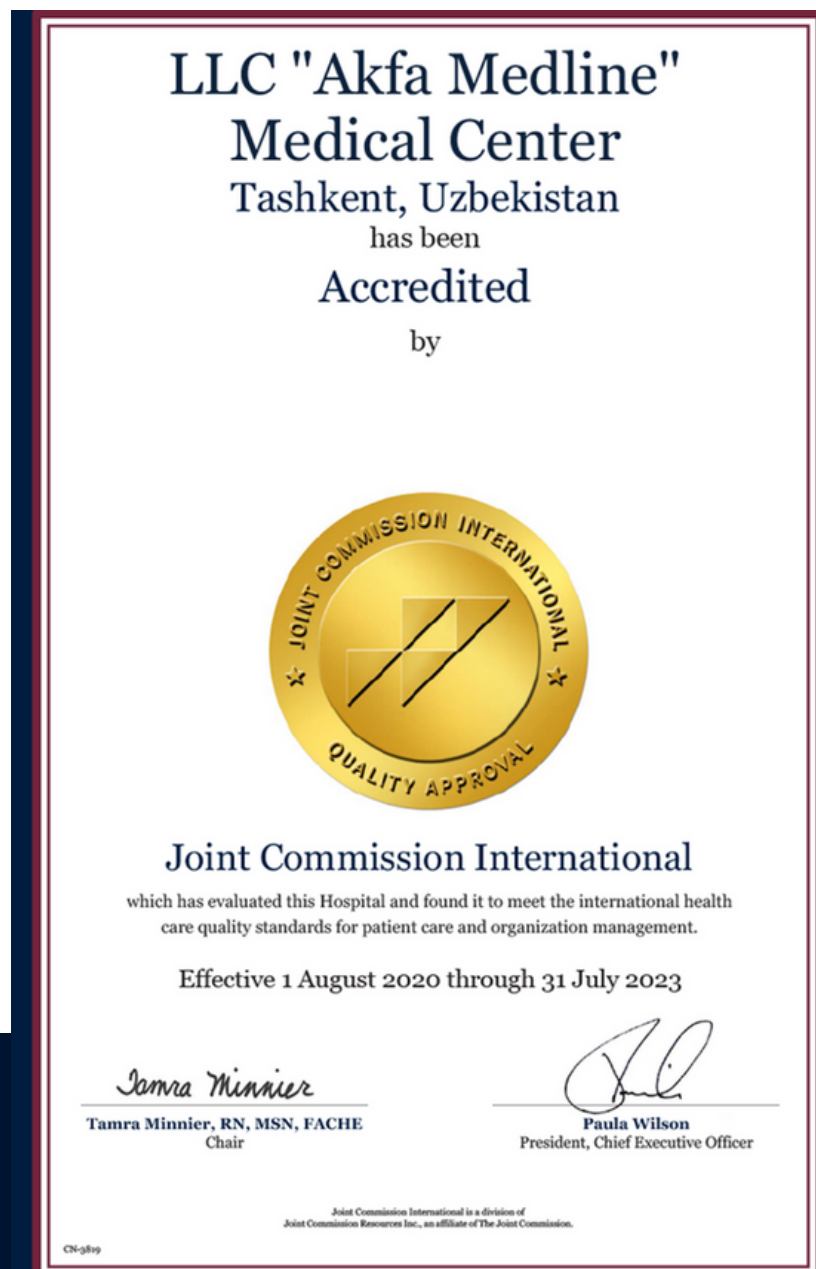 LLC "Akfa Medline"
Medical Center
Tashkent, Uzbekistan
has been
Accredited
by
JOINT COMMISSION INTERNATIONAL
QUALITY APPROVAL
Joint Commission International
which has evaluated this Hospital and found it to meet the international health
care quality standards for patient care and organization management.
Effective 1 August 2020 through 31 July 2023
Tamra Minnier
Tamra Minnier, RN, MSN, FACHE
Chair
Paula Wilson
President, Chief Executive Officer
Joint Commission International is a division of
Joint Commission Resources Inc., an affiliate of The Joint Commission.
CN-3819